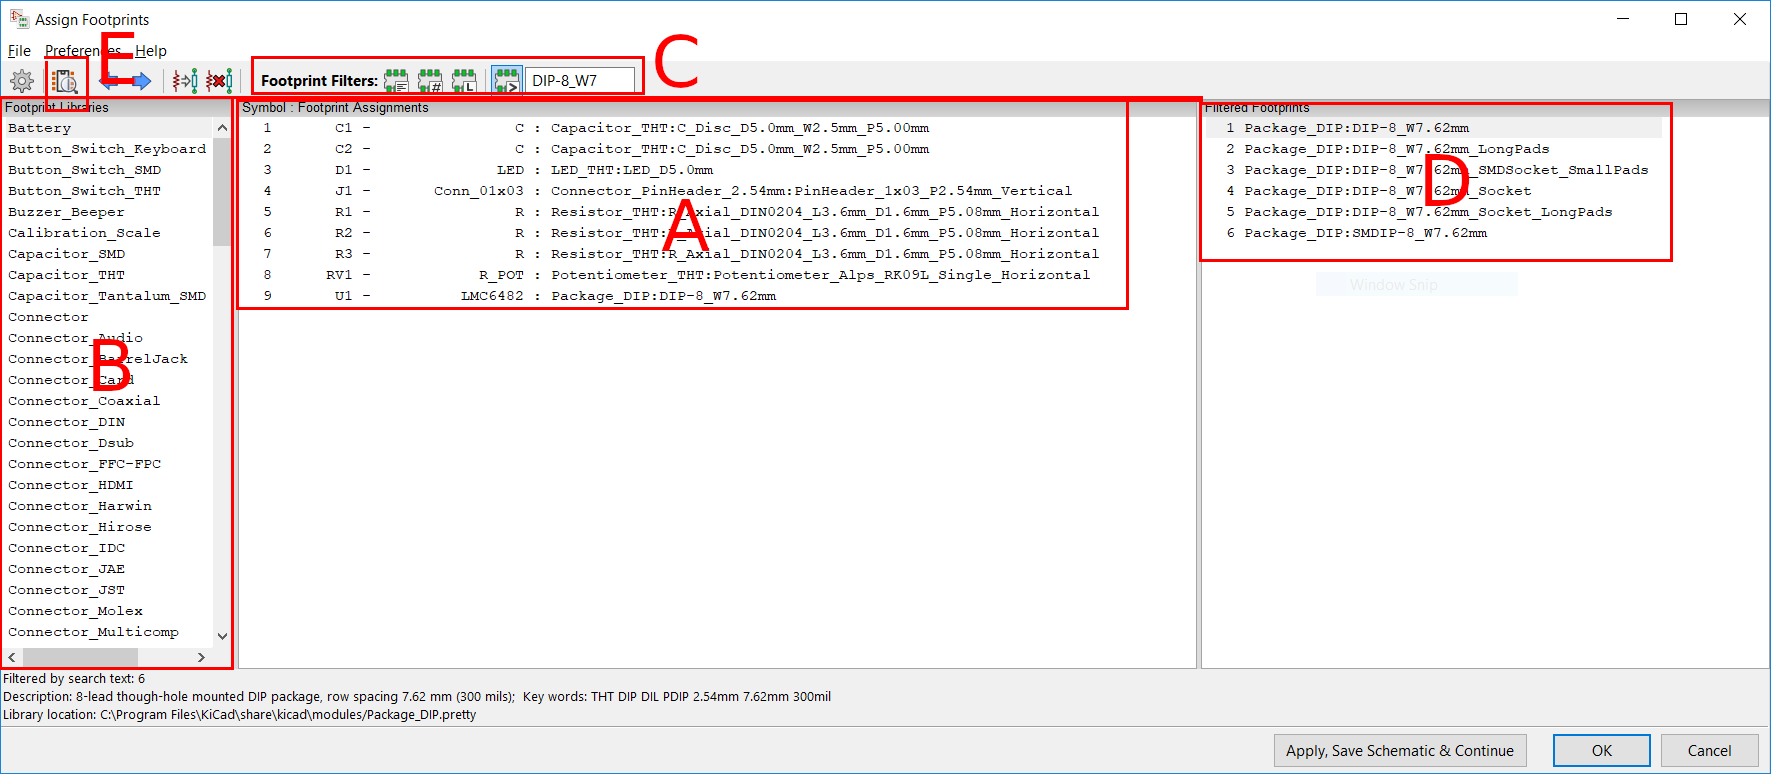 Assign Footprints
File Preferences Help
E
Footprint Filters: # L > DIP-8_W7
C
Footprint Libraries
Battery
Button_Switch_Keyboard
Button_Switch_SMD
Button_Switch_THT
Buzzer_Beeper
Calibration_Scale
Capacitor_SMD
Capacitor_THT
Capacitor_Tantalum_SMD
Connector
Connector_Audio
Connector_BarrelJack
Connector_Card
Connector_Coaxial
Connector_DIN
Connector_Dsub
Connector_FFC-FPC
Connector_HDMI
Connector_Harwin
Connector_Hirose
Connector_IDC
Connector_JAE
Connector_JST
Connector_Molex
Connector_Multicomp
B
Symbol : Footprint Assignments
1 C1 - C : Capacitor_THT:C_Disc_D5.0mm_W2.5mm_P5.00mm
2 C2 - C : Capacitor_THT:C_Disc_D5.0mm_W2.5mm_P5.00mm
3 D1 - LED : LED_THT:LED_D5.0mm
4 J1 - Conn_01x03 : Connector_PinHeader_2.54mm:PinHeader_1x03_P2.54mm_Vertical
5 R1 - R : Resistor_THT:R_Axial_DIN0204_L3.6mm_D1.6mm_P5.08mm_Horizontal
6 R2 - R : Resistor_THT:R_Axial_DIN0204_L3.6mm_D1.6mm_P5.08mm_Horizontal
7 R3 - R : Resistor_THT:R_Axial_DIN0204_L3.6mm_D1.6mm_P5.08mm_Horizontal
8 RV1 - R_POT : Potentiometer_THT:Potentiometer_Alps_RK09L_Single_Horizontal
9 U1 - LMC6482 : Package_DIP:DIP-8_W7.62mm
A
Filtered Footprints
1 Package_DIP:DIP-8_W7.62mm
2 Package_DIP:DIP-8_W7.62mm_LongPads
3 Package_DIP:DIP-8_W7.62mm_SMDSocket_SmallPads
4 Package_DIP:DIP-8_W7.62mm_Socket
5 Package_DIP:DIP-8_W7.62mm_Socket_LongPads
6 Package_DIP:SMDIP-8_W7.62mm
D
Window Snip
Filtered by search text: 6
Description: 8-lead though-hole mounted DIP package, row spacing 7.62 mm (300 mils); Key words: THT DIP DIL PDIP 2.54mm 7.62mm 300mil
Library location: C:\Program Files\KiCad\share\kicad\modules/Package_DIP.pretty
Apply, Save Schematic & Continue OK Cancel